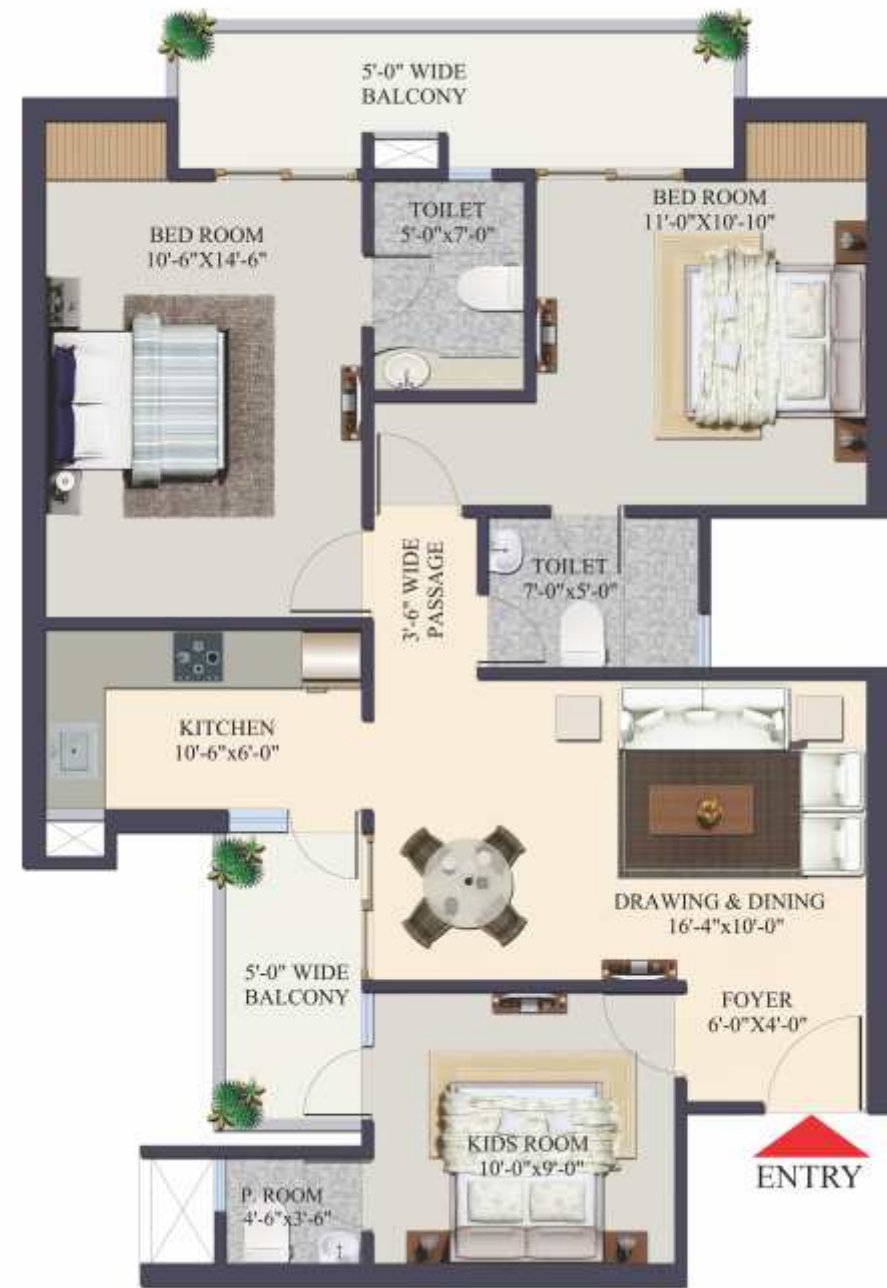 5'-0" WIDE
BALCONY
BED ROOM
10'-6"X14'-6"
TOILET
5'-0"x7'-0"
BED ROOM
11'-0"X10'-10"
3'-6" WIDE
PASSAGE
TOILET
7'-0"x5'-0"
KITCHEN
10'-6"x6'-0"
DRAWING & DINING
16'-4"x10'-0"
5'-0" WIDE
BALCONY
FOYER
6'-0"X4'-0"
KIDS ROOM
10'-0"x9'-0"
P. ROOM
4'-6"x3'-6"
ENTRY